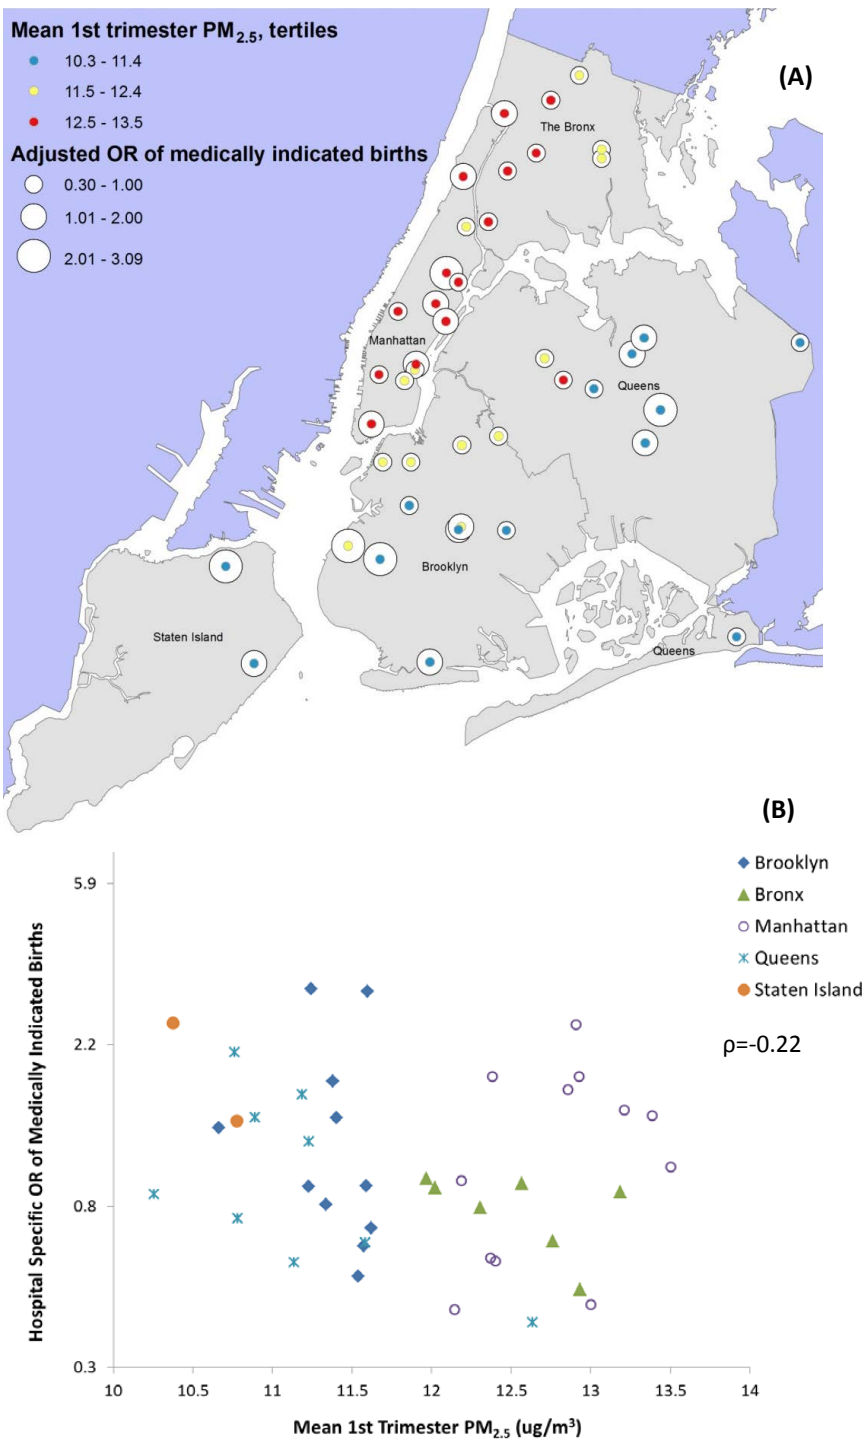 Mean 1st trimester PM2.5, tertiles
10.3 - 11.4
11.5 - 12.4
12.5 - 13.5
Adjusted OR of medically indicated births
0.30 - 1.00
1.01 - 2.00
2.01 - 3.09
(A)
The Bronx
Manhattan
Queens
Brooklyn
Staten Island
Queens
(B)
Brooklyn
Bronx
Manhattan
Queens
Staten Island
ρ=-0.22
Hospital Specific OR of Medically Indicated Births
5.9
2.2
0.8
0.3
10 10.5 11 11.5 12 12.5 13 13.5 14
Mean 1st Trimester PM2.5 (ug/m³)